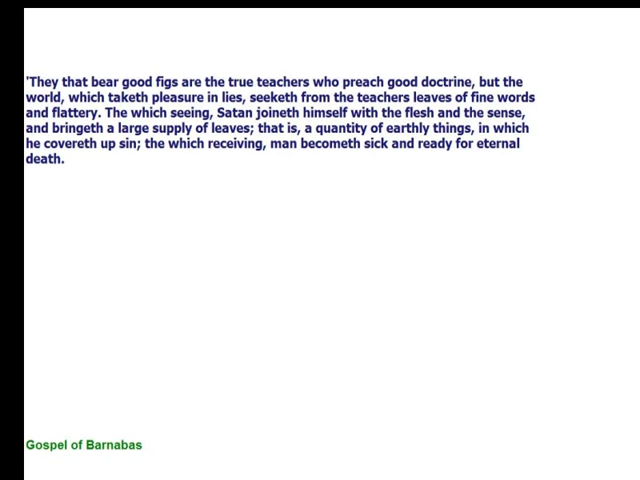 'They that bear good figs are the true teachers who preach good doctrine, but the
world, which taketh pleasure in lies, seeketh from the teachers leaves of fine words
and flattery. The which seeing, Satan joineth himself with the flesh and the sense,
and bringeth a large supply of leaves; that is, a quantity of earthly things, in which
he covereth up sin; the which receiving, man becometh sick and ready for eternal
death.
Gospel of Barnabas